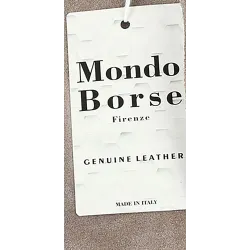 Mondo
Borse
Firenze
GENUINE LEATHER
MADE IN ITALY